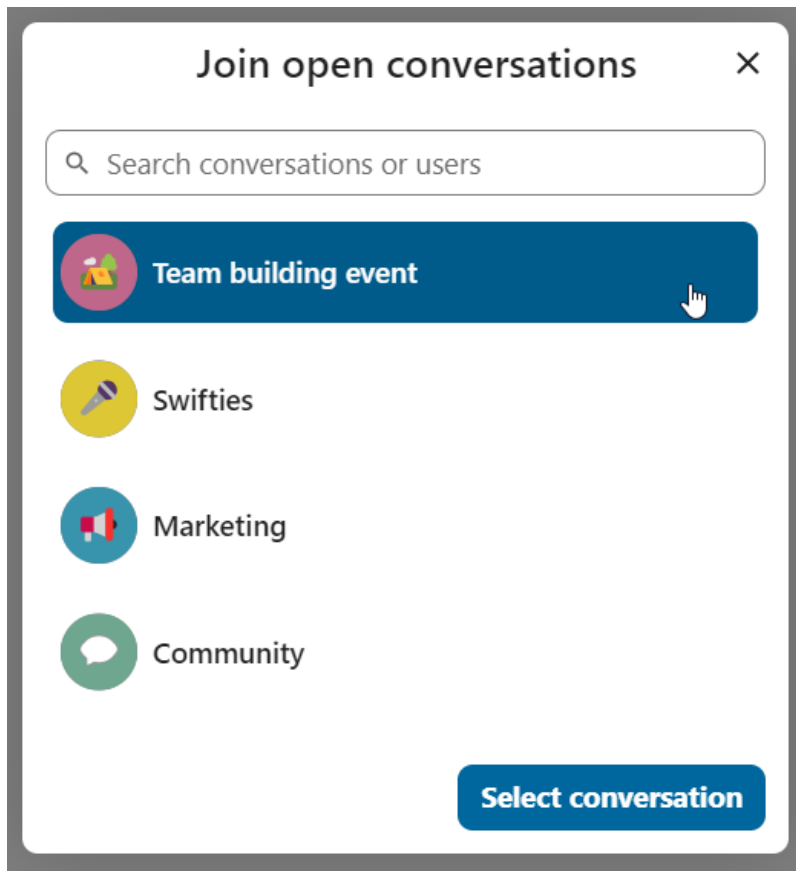 Join open conversations
Search conversations or users
Team building event
Swifties
Marketing
Community
Select conversation